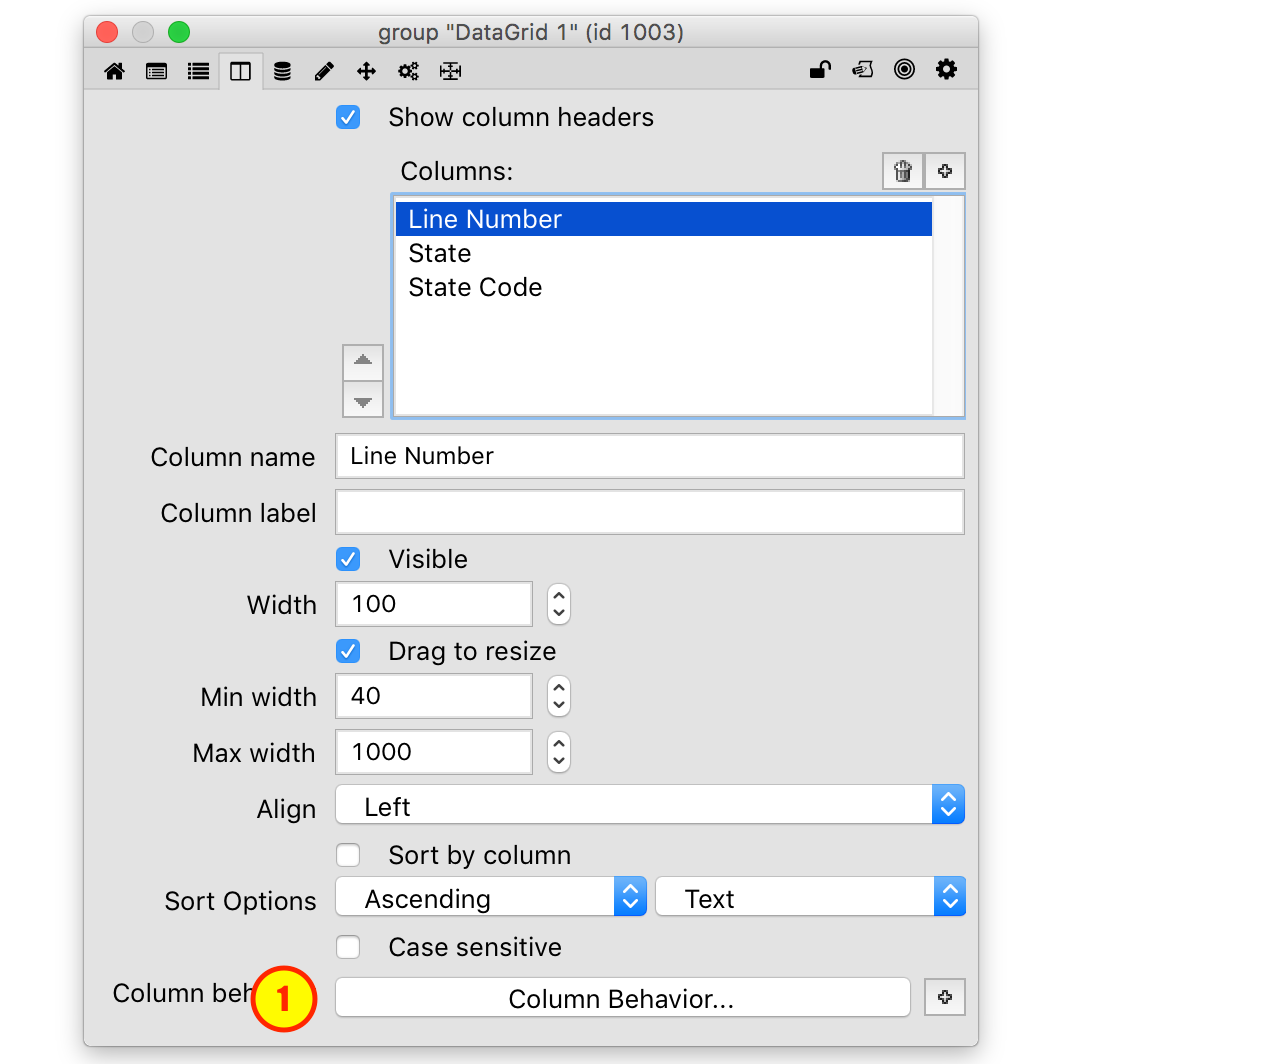 group "DataGrid 1" (id 1003)
Show column headers
Columns:
Line Number
State
State Code
Column name Line Number
Column label
Visible
Width 100
Drag to resize
Min width 40
Max width 1000
Align Left
Sort by column
Sort Options Ascending Text
Case sensitive
Column 1 Column Behavior...